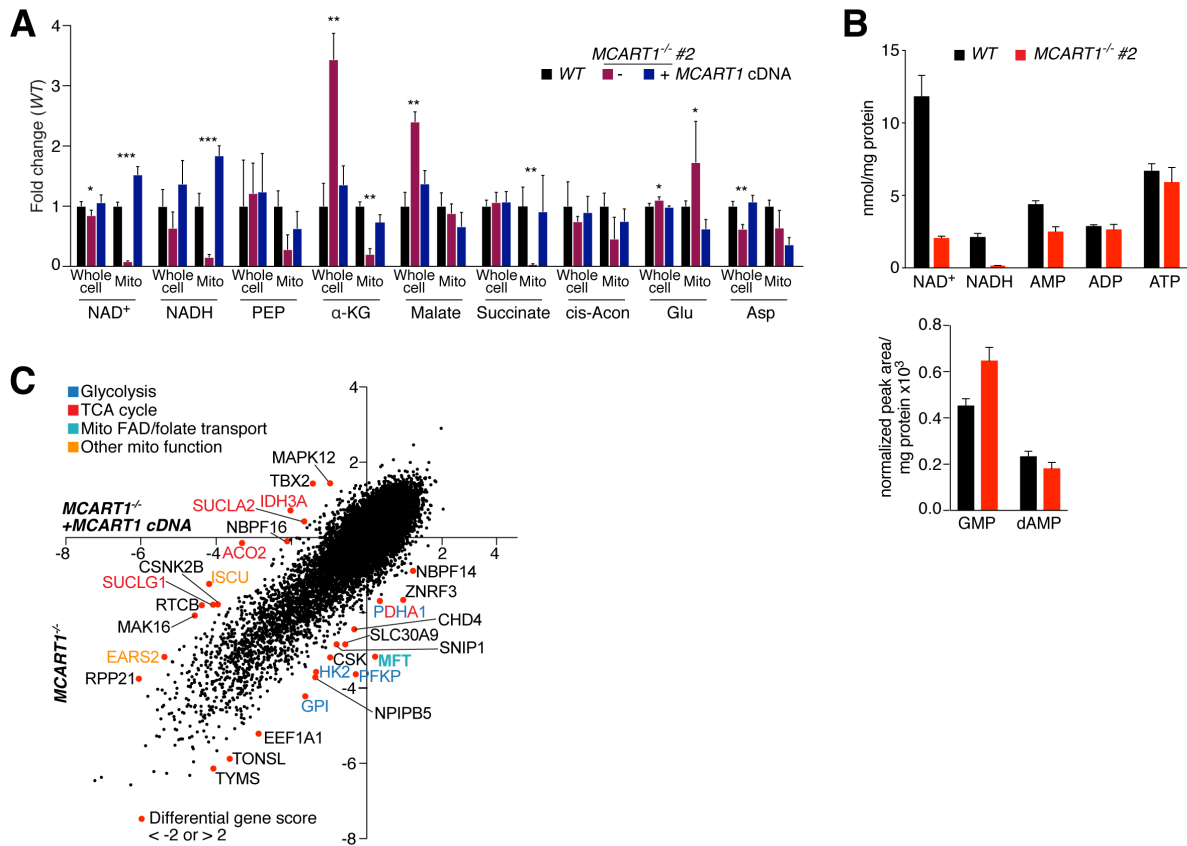 A
Fold change (WT)
4
3
2
1
0
MCART1-/- #2
WT - + MCART1 cDNA
* *** *** ** ** ** ** * * **
Whole cell Mito Whole cell Mito Whole cell Mito Whole cell Mito Whole cell Mito Whole cell Mito Whole cell Mito Whole cell Mito Whole cell Mito
NAD+ NADH PEP α-KG Malate Succinate cis-Acon Glu Asp
B
WT MCART1-/- #2
nmol/mg protein
15
10
5
0
NAD+ NADH AMP ADP ATP
normalized peak area/
mg protein x103
0.8
0.6
0.4
0.2
0.0
GMP dAMP
C
Glycolysis
TCA cycle
Mito FAD/folate transport
Other mito function
4
MAPK12
TBX2
2
SUCLA2 IDH3A
MCART1-/-
+MCART1 cDNA
NBPF16
-8 -6 -4 2 4
ACO2
CSNK2B
ISCU
SUCLG1
NBPF14
ZNRF3
RTCB
PDHA1
MAK16
CHD4
SLC30A9
SNIP1
EARS2
CSK MFT
RPP21
HK2 PFKP
-4
GPI
NPIPB5
MCART1-/-
EEF1A1
TONSL
-6
TYMS
Differential gene score
< -2 or > 2
-8